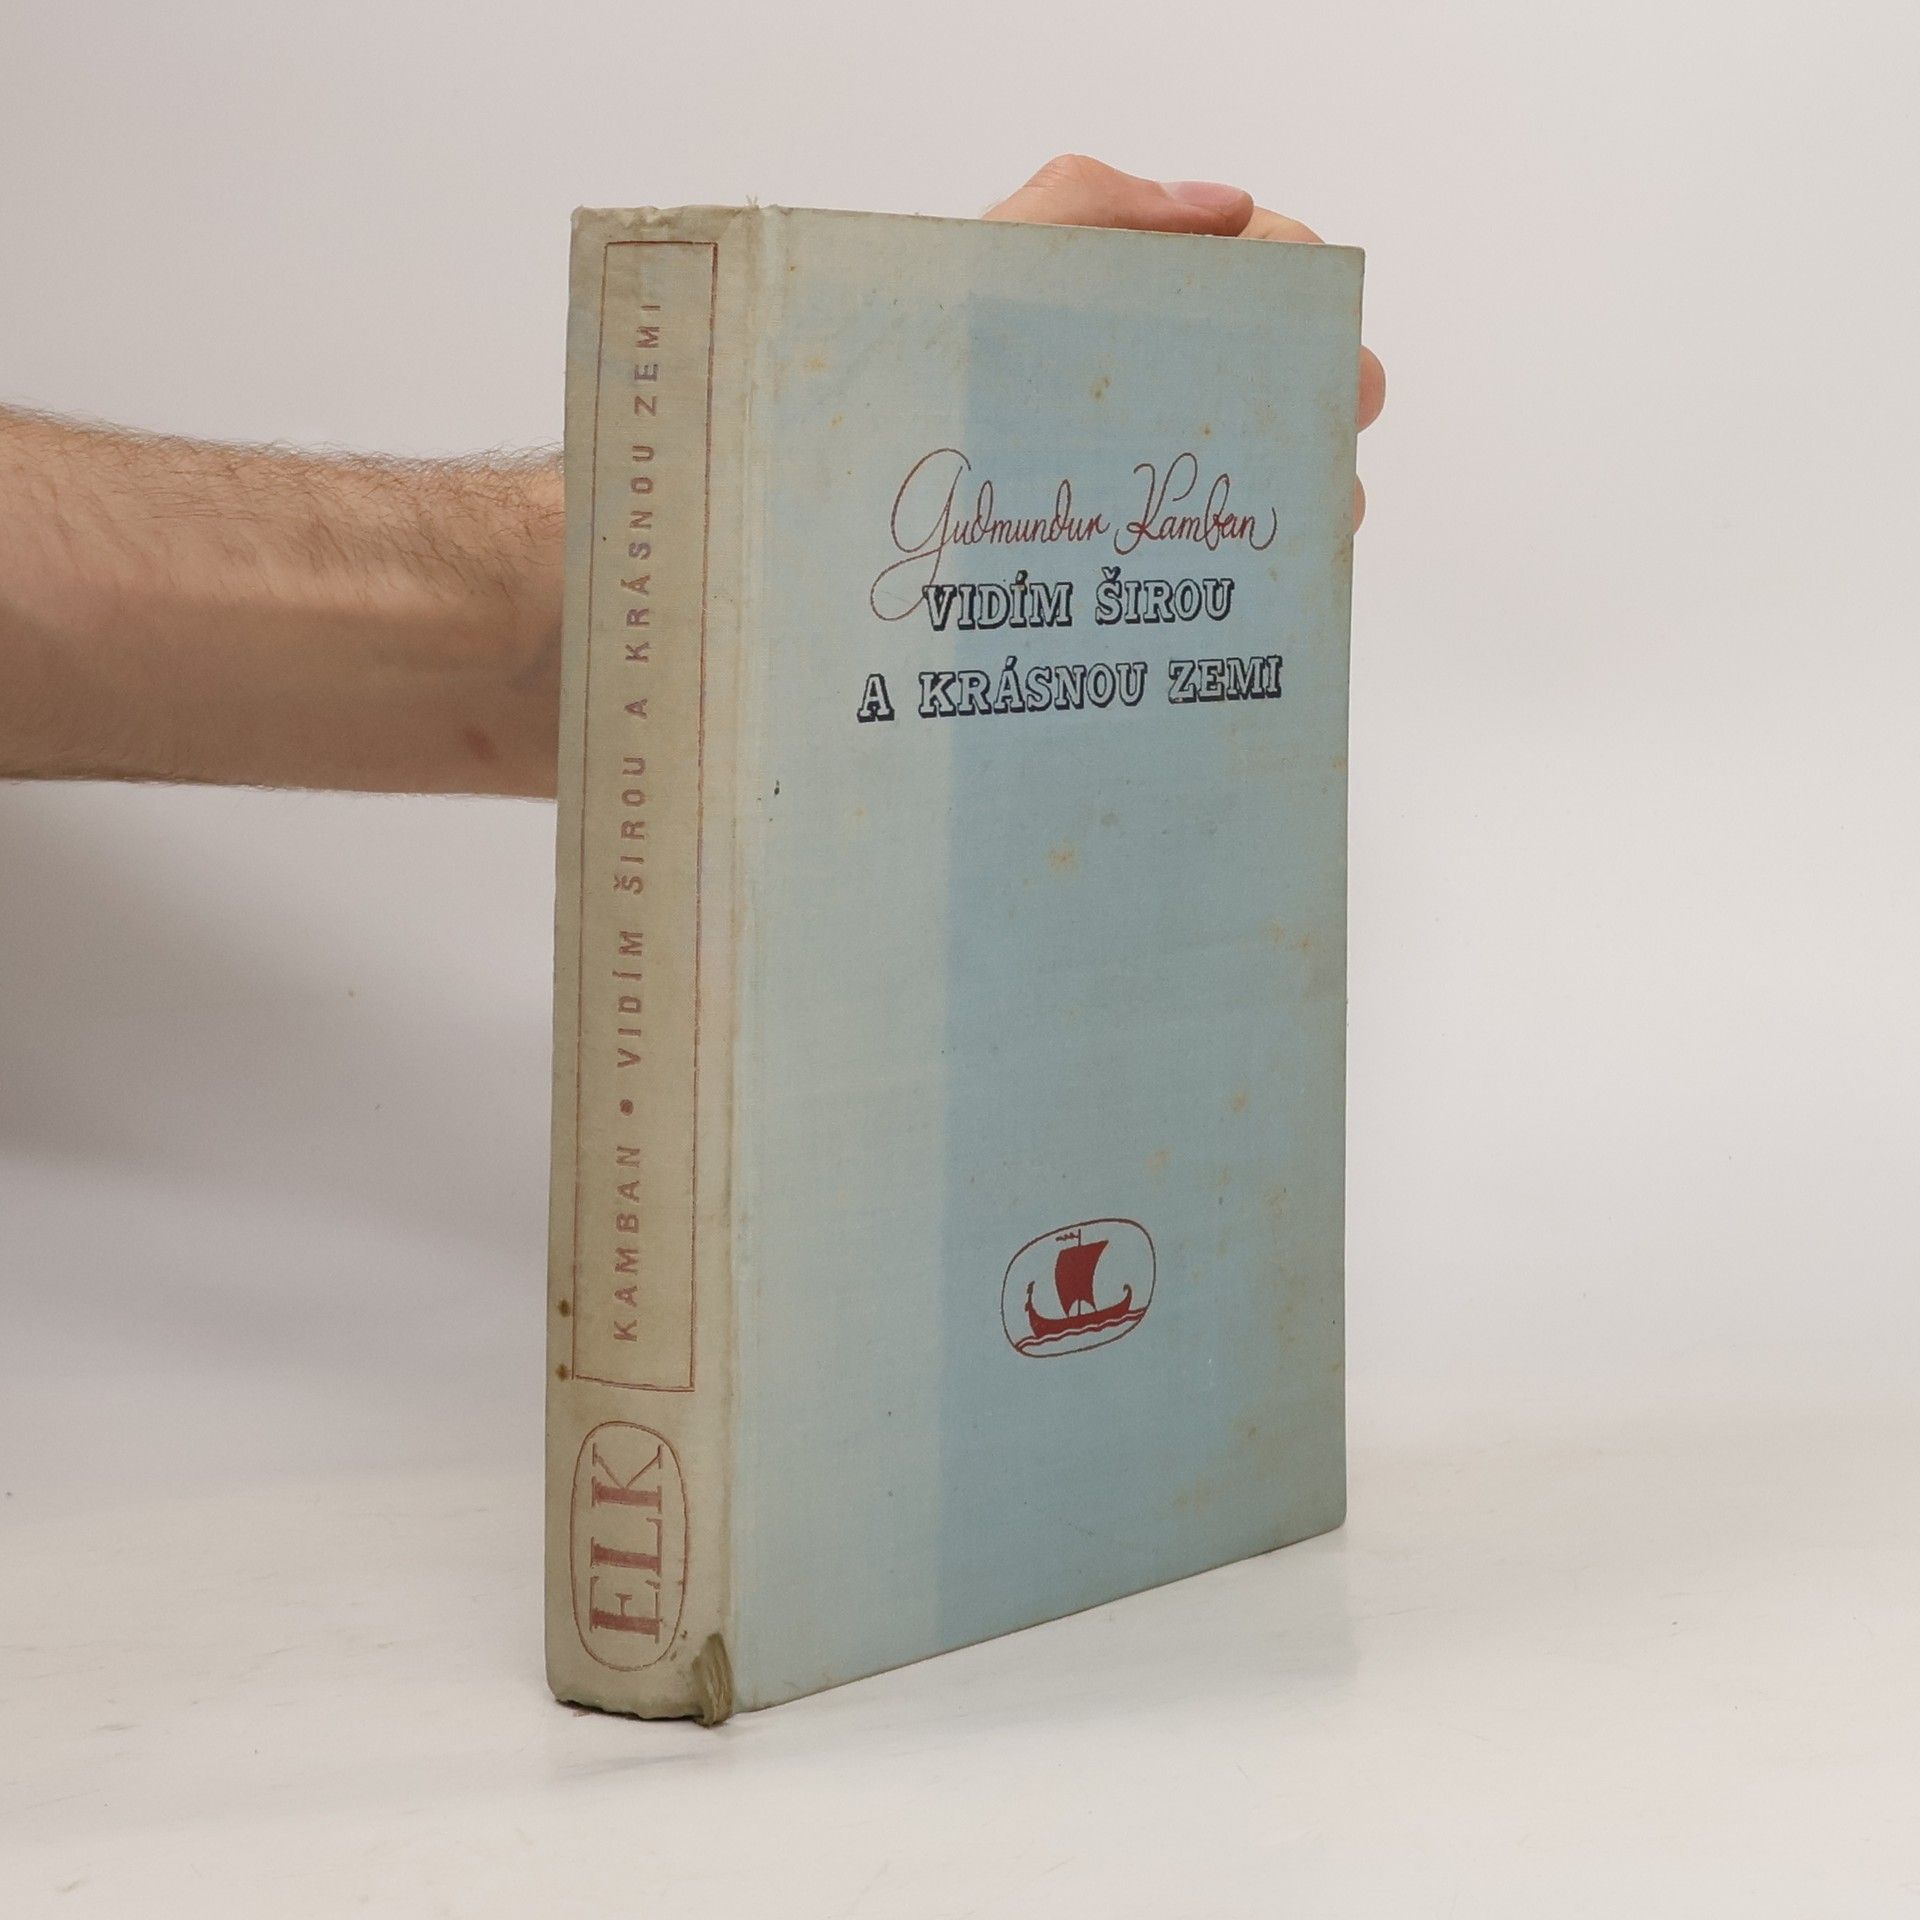 KAMBAN • VIDÍM ŠIROU A KRÁSNOU ZEMI
ELK
Gudmundur Kamban
VIDÍM ŠIROU
A KRÁSNOU ZEMI